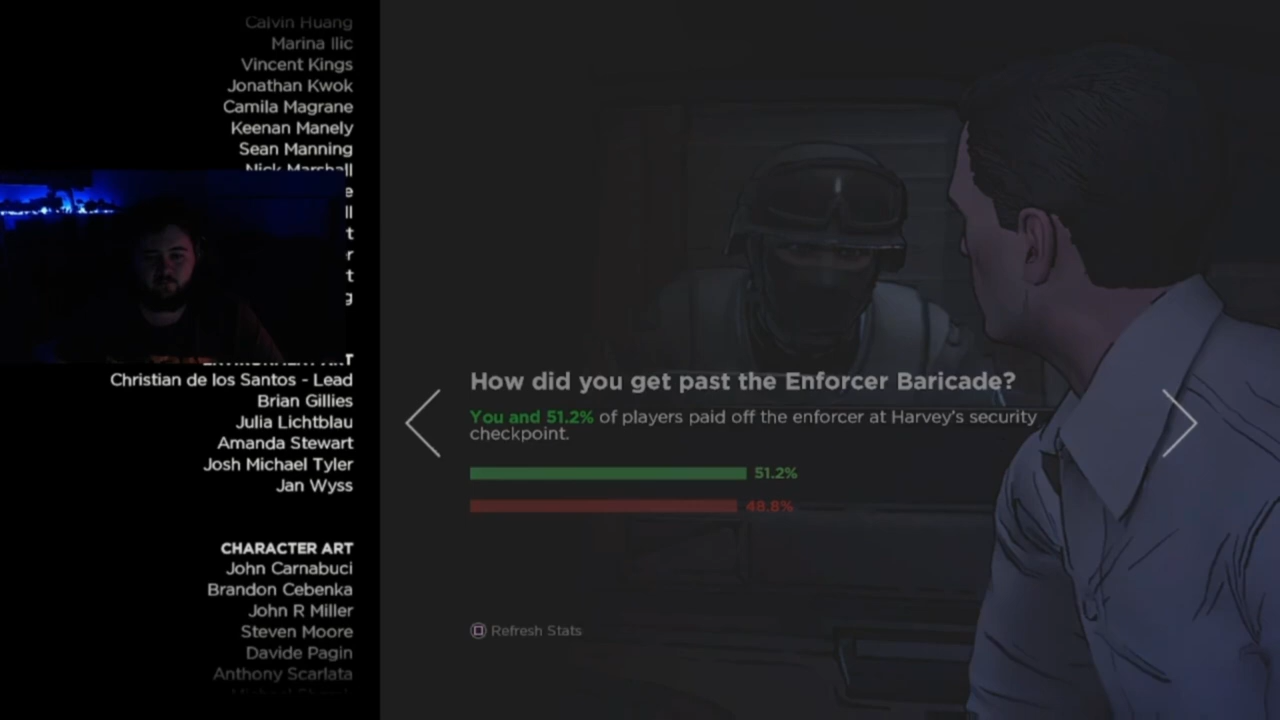 Calvin Huang
Marina Ilic
Vincent Kings
Jonathan Kwok
Camila Magrane
Keenan Manely
Sean Manning
Nick Marshall
Christian de los Santos - Lead
Brian Gillies
Julia Lichtblau
Amanda Stewart
Josh Michael Tyler
Jan Wyss
CHARACTER ART
John Carnabuci
Brandon Cebenka
John R Miller
Steven Moore
Davide Pagin
Anthony Scarlata
How did you get past the Enforcer Baricade?
You and 51.2% of players paid off the enforcer at Harvey's security
checkpoint.
51.2%
48.8%
Refresh Stats